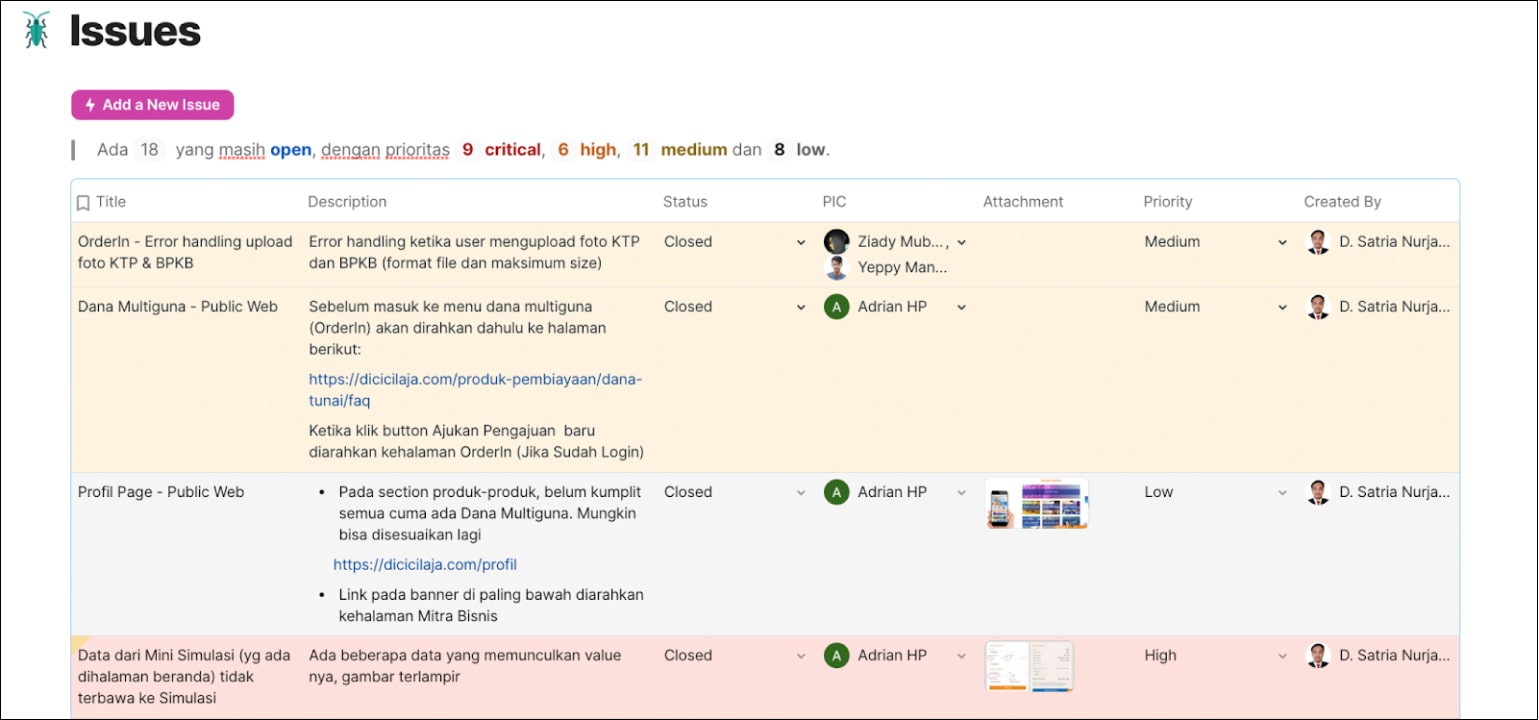 Issues
Add a New Issue
Ada 18 yang masih open, dengan prioritas 9 critical, 6 high, 11 medium dan 8 low.
Title Description Status PIC Attachment Priority Created By
OrderIn - Error handling upload
foto KTP & BPKB
Error handling ketika user mengupload foto KTP
dan BPKB (format file dan maksimum size)
Closed
Ziady Mub... ,
Yeppy Man...
Medium
D. Satria Nurja...
Dana Multiguna - Public Web
Sebelum masuk ke menu dana multiguna
(OrderIn) akan dirahkan dahulu ke halaman
berikut:
https://dicicilaja.com/produk-pembiayaan/dana-
tunai/faq
Ketika klik button Ajukan Pengajuan baru
diarahkan kehalaman OrderIn (Jika Sudah Login)
Closed
A Adrian HP
Medium
D. Satria Nurja...
Profil Page - Public Web
• Pada section produk-produk, belum kumplit
semua cuma ada Dana Multiguna. Mungkin
bisa disesuaikan lagi
https://dicicilaja.com/profil
• Link pada banner di paling bawah diarahkan
kehalaman Mitra Bisnis
Closed
A Adrian HP
Low
D. Satria Nurja...
Data dari Mini Simulasi (yg ada
dihalaman beranda) tidak
terbawa ke Simulasi
Ada beberapa data yang memunculkan value
nya, gambar terlampir
Closed
A Adrian HP
High
D. Satria Nurja...